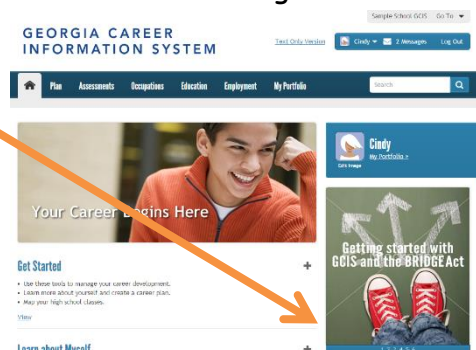 Sample School GCIS Go To
GEORGIA CAREER
INFORMATION SYSTEM
Text Only Version
Cindy
2 Messages
Log Out
Plan Assessments Occupations Education Employment My Portfolio
Search
Cindy
My Portfolio >
Edit Image
Your Career Begins Here
Getting started with
GCIS and the BRIDGE Act
Get Started
• Use these tools to manage your career development.
• Learn more about yourself and create a career plan.
• Map your high school classes.
View
Learn about Myself